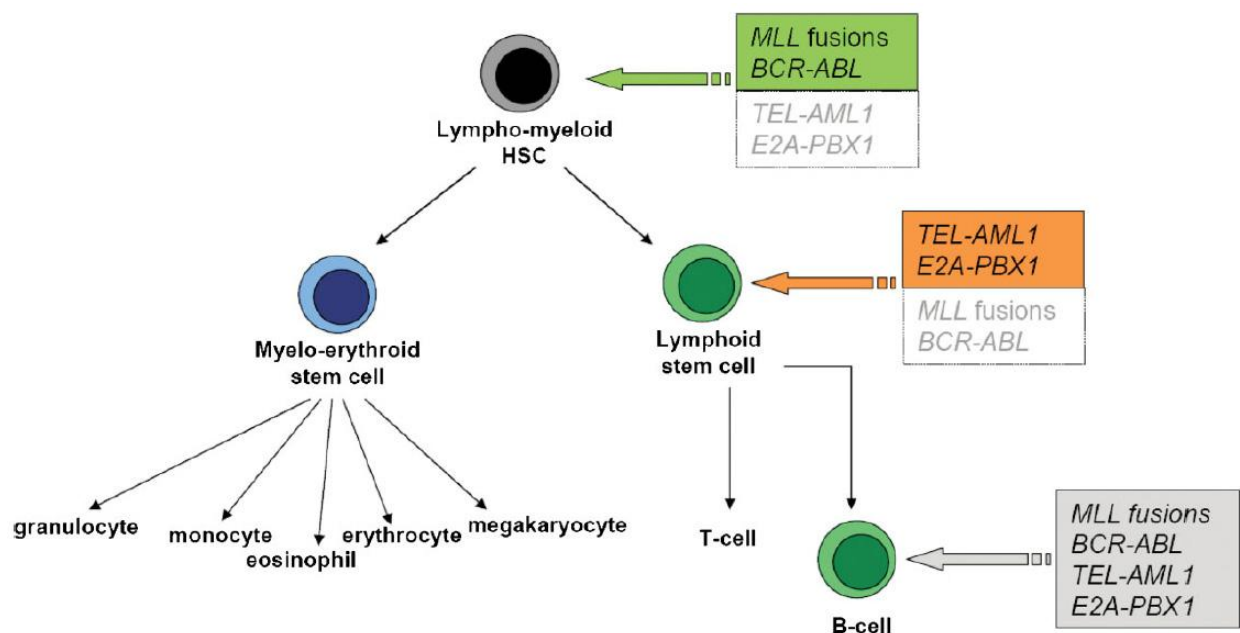 MLL fusions
BCR-ABL
TEL-AML1
E2A-PBX1
Lympho-myeloid
HSC
TEL-AML1
E2A-PBX1
MLL fusions
BCR-ABL
Myelo-erythroid
stem cell
Lymphoid
stem cell
granulocyte
monocyte
eosinophil
erythrocyte
megakaryocyte
T-cell
B-cell
MLL fusions
BCR-ABL
TEL-AML1
E2A-PBX1